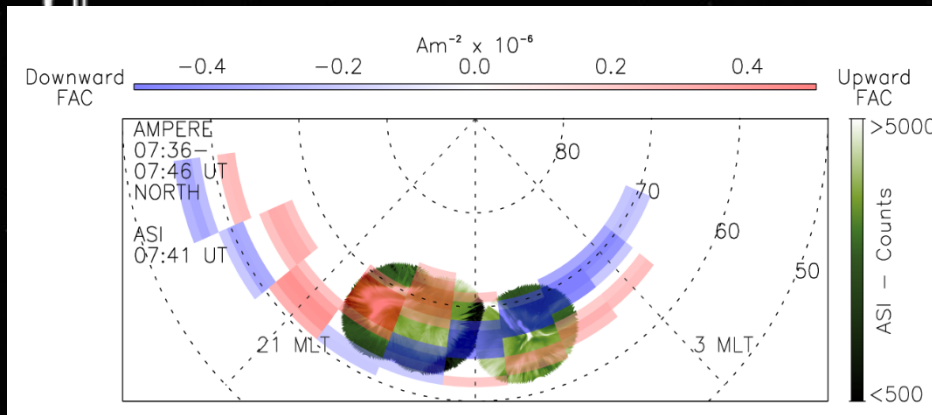 Am⁻² x 10⁻⁶
Downward FAC
−0.4 −0.2 0.0 0.2 0.4
Upward FAC
AMPERE
07:36−
07:46 UT
NORTH
ASI
07:41 UT
80
70
60
50
21 MLT
3 MLT
>5000
ASI − Counts
<500